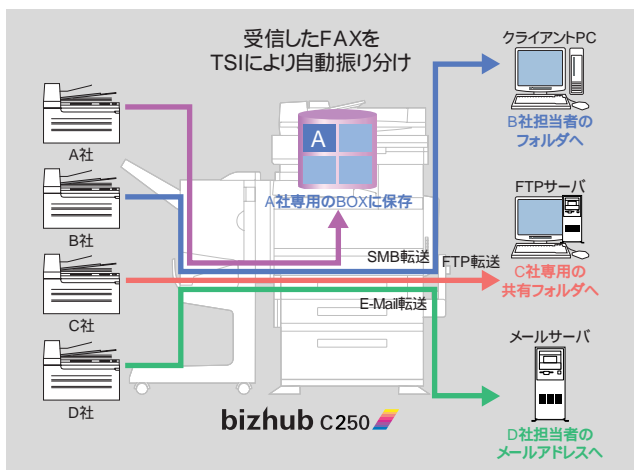 受信したFAXを
TSIにより自動振り分け
A社
B社
C社
D社
A
A社専用のBOXに保存
SMB転送
FTP転送
E-Mail転送
クライアントPC
B社担当者の
フォルダへ
FTPサーバ
C社専用の
共有フォルダへ
メールサーバ
D社担当者の
メールアドレスへ
bizhub C250